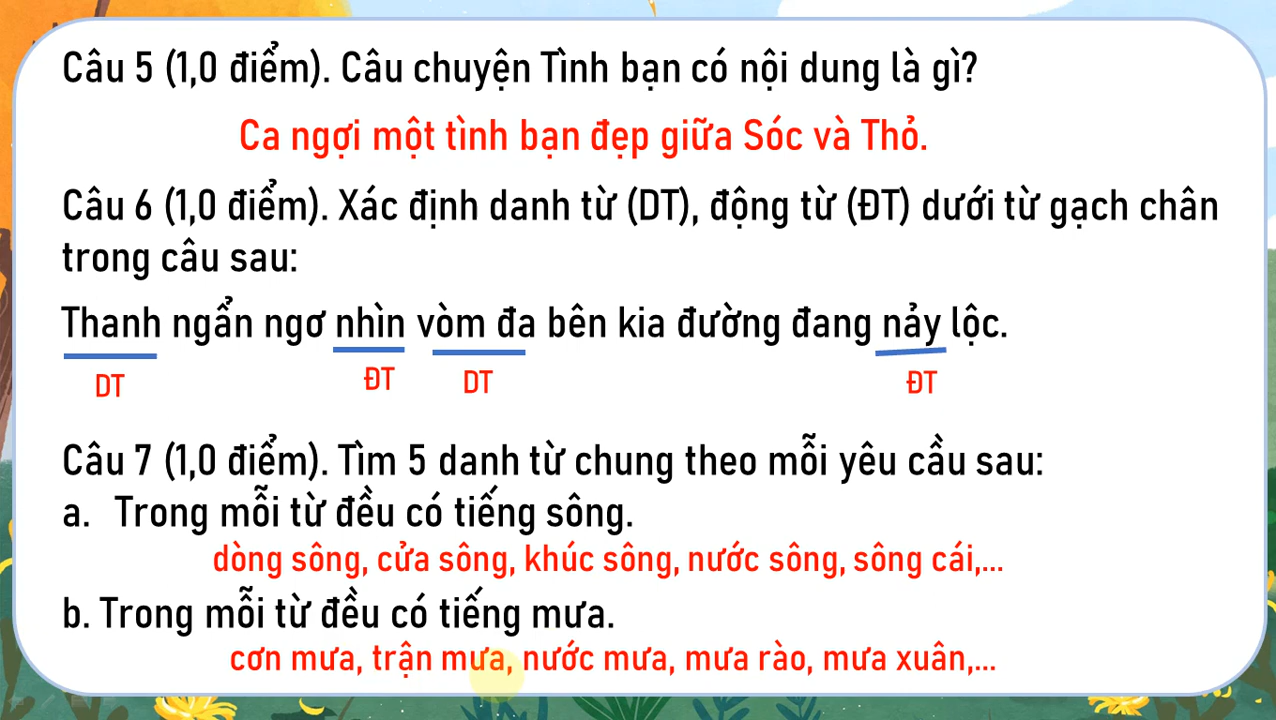 Câu 5 (1,0 điểm). Câu chuyện Tình bạn có nội dung là gì?
Ca ngợi một tình bạn đẹp giữa Sóc và Thỏ.
Câu 6 (1,0 điểm). Xác định danh từ (DT), động từ (ĐT) dưới từ gạch chân
trong câu sau:
Thanh ngẩn ngơ nhìn vòm đa bên kia đường đang nảy lộc.
DT ĐT DT ĐT
Câu 7 (1,0 điểm). Tìm 5 danh từ chung theo mỗi yêu cầu sau:
a. Trong mỗi từ đều có tiếng sông.
dòng sông, cửa sông, khúc sông, nước sông, sông cái,...
b. Trong mỗi từ đều có tiếng mưa.
cơn mưa, trận mưa, nước mưa, mưa rào, mưa xuân,...